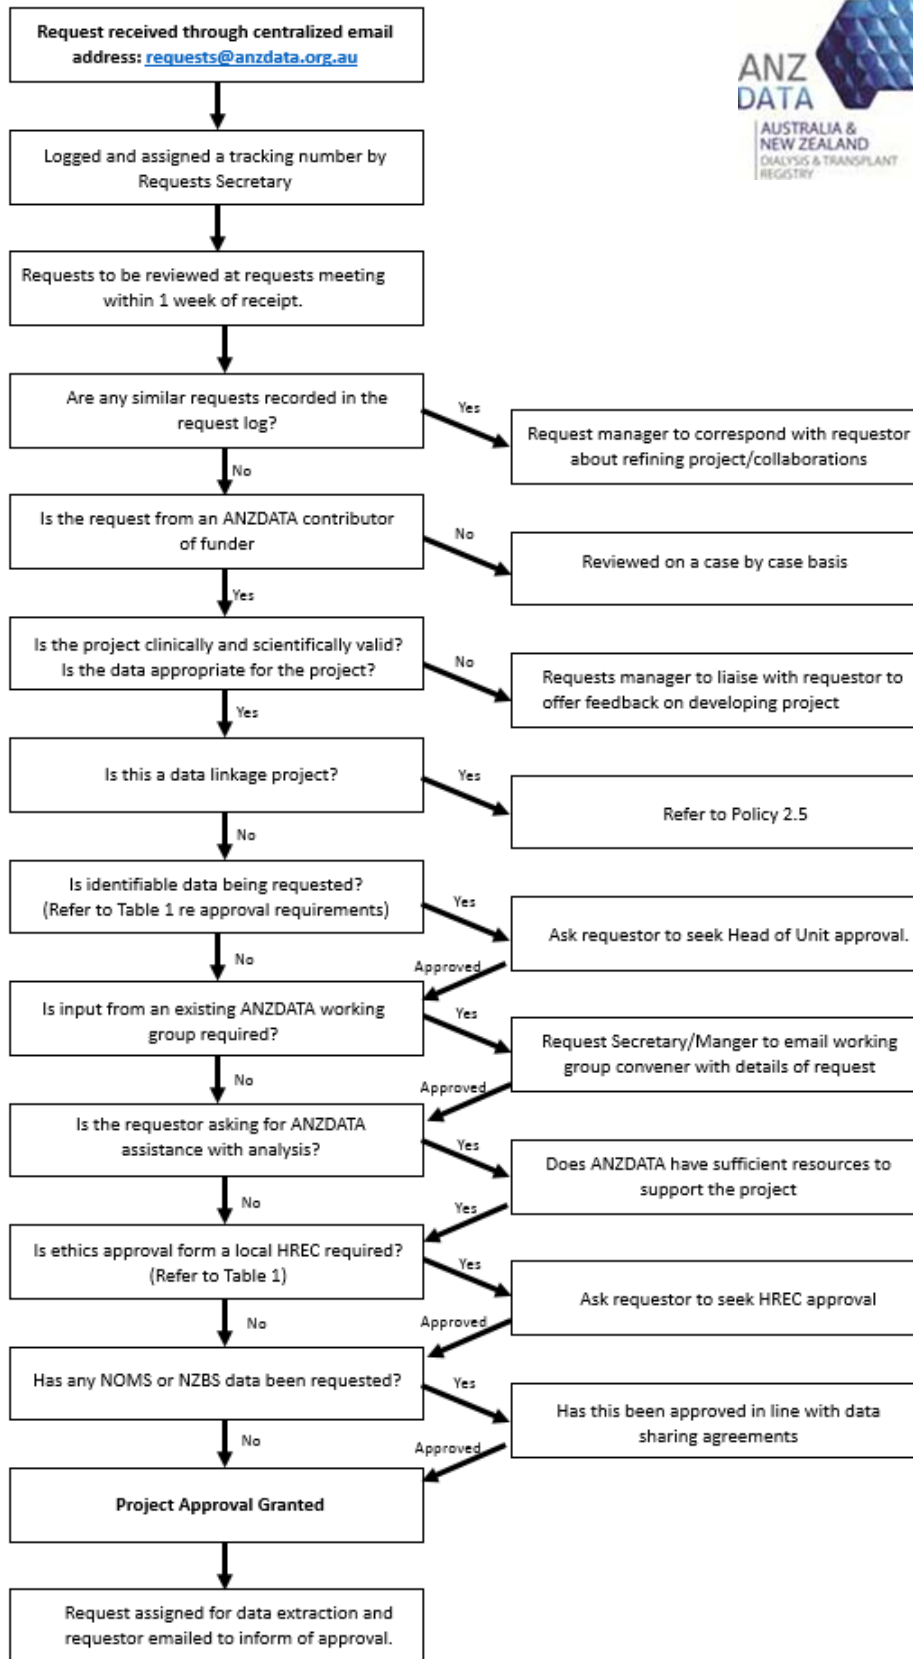 Request received through centralized email
address: requests@anzdata.org.au
ANZ
DATA
AUSTRALIA &
NEW ZEALAND
DIALYSIS & TRANSPLANT
REGISTRY
Logged and assigned a tracking number by
Requests Secretary
Requests to be reviewed at requests meeting
within 1 week of receipt.
Are any similar requests recorded in the
request log?
Yes
Request manager to correspond with requestor
about refining project/collaborations
No
Is the request from an ANZDATA contributor
of funder
No
Reviewed on a case by case basis
Yes
Is the project clinically and scientifically valid?
Is the data appropriate for the project?
No
Requests manager to liaise with requestor to
offer feedback on developing project
Yes
Is this a data linkage project?
Yes
Refer to Policy 2.5
No
Is identifiable data being requested?
(Refer to Table 1 re approval requirements)
Yes
Ask requestor to seek Head of Unit approval.
No
Approved
Is input from an existing ANZDATA working
group required?
Yes
Request Secretary/Manger to email working
group convener with details of request
No
Approved
Is the requestor asking for ANZDATA
assistance with analysis?
Yes
Does ANZDATA have sufficient resources to
support the project
No
Yes
Is ethics approval form a local HREC required?
(Refer to Table 1)
Yes
Ask requestor to seek HREC approval
No
Approved
Has any NOMS or NZBS data been requested?
Yes
Has this been approved in line with data
sharing agreements
No
Approved
Project Approval Granted
Request assigned for data extraction and
requestor emailed to inform of approval.